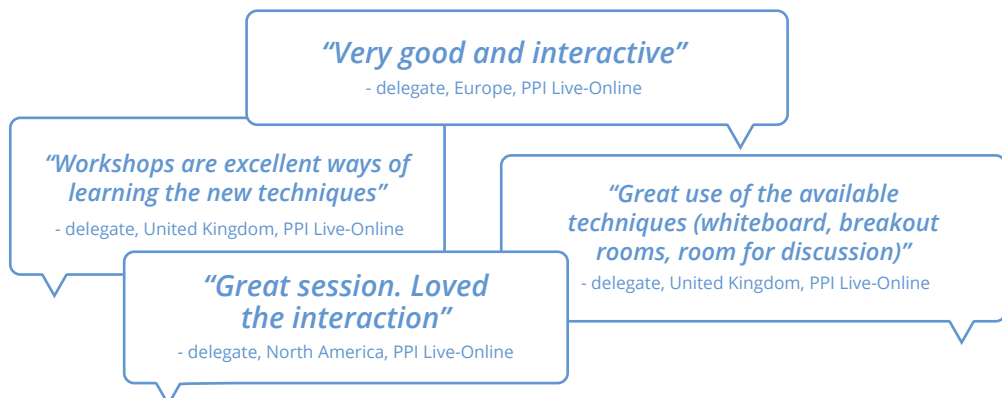 “Very good and interactive”
- delegate, Europe, PPI Live-Online
“Workshops are excellent ways of
learning the new techniques”
- delegate, United Kingdom, PPI Live-Online
“Great use of the available
techniques (whiteboard, breakout
rooms, room for discussion)”
- delegate, United Kingdom, PPI Live-Online
“Great session. Loved
the interaction”
- delegate, North America, PPI Live-Online